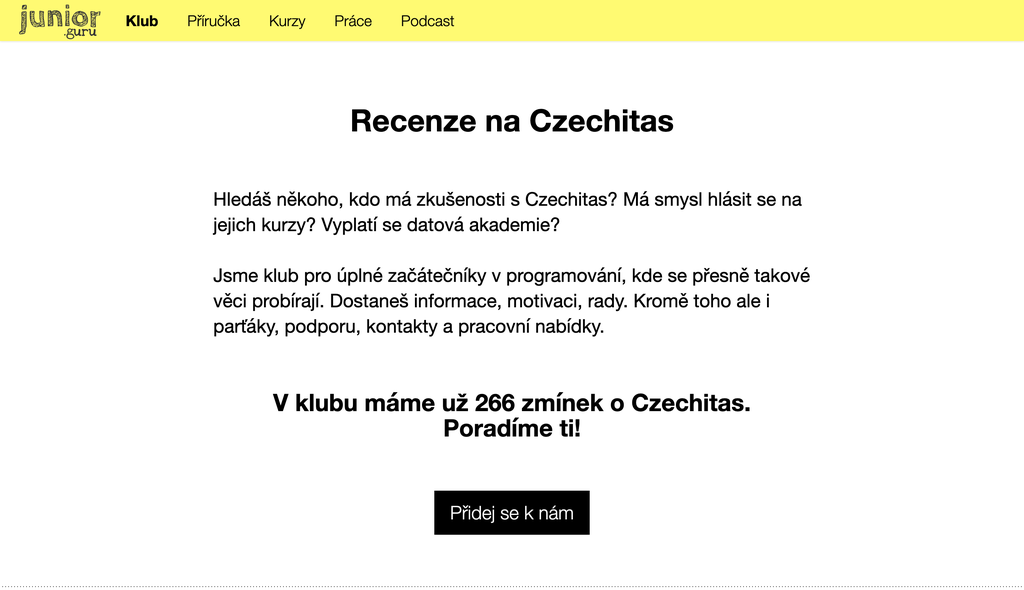 junior
.guru
Klub Příručka Kurzy Práce Podcast
Recenze na Czechitas
Hledáš někoho, kdo má zkušenosti s Czechitas? Má smysl hlásit se na
jejich kurzy? Vyplatí se datová akademie?
Jsme klub pro úplné začátečníky v programování, kde se přesně takové
věci probírají. Dostaneš informace, motivaci, rady. Kromě toho ale i
parťáky, podporu, kontakty a pracovní nabídky.
V klubu máme už 266 zmínek o Czechitas.
Poradíme ti!
Přidej se k nám